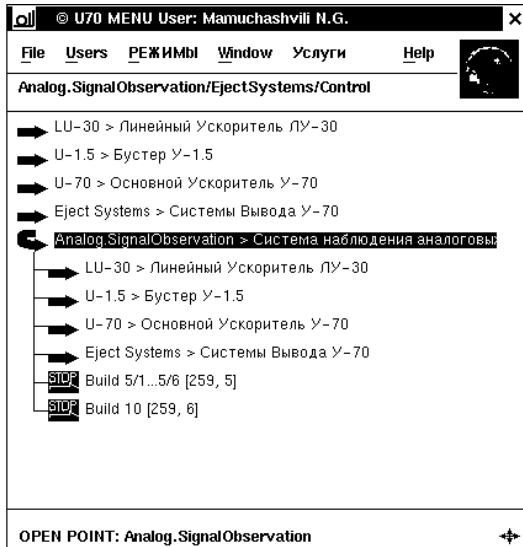 © U70 MENU User: Mamuchashvili N.G.
File Users РЕЖИМЫ Window Услуги Help
Analog.SignalObservation/EjectSystems/Control
LU-30 > Линейный Ускоритель ЛУ-30
U-1.5 > Бустер У-1.5
U-70 > Основной Ускоритель У-70
Eject Systems > Системы Вывода У-70
Analog.SignalObservation > Система наблюдения аналоговы
LU-30 > Линейный Ускоритель ЛУ-30
U-1.5 > Бустер У-1.5
U-70 > Основной Ускоритель У-70
Eject Systems > Системы Вывода У-70
STOP Build 5/1...5/6 [259, 5]
STOP Build 10 [259, 6]
OPEN POINT: Analog.SignalObservation